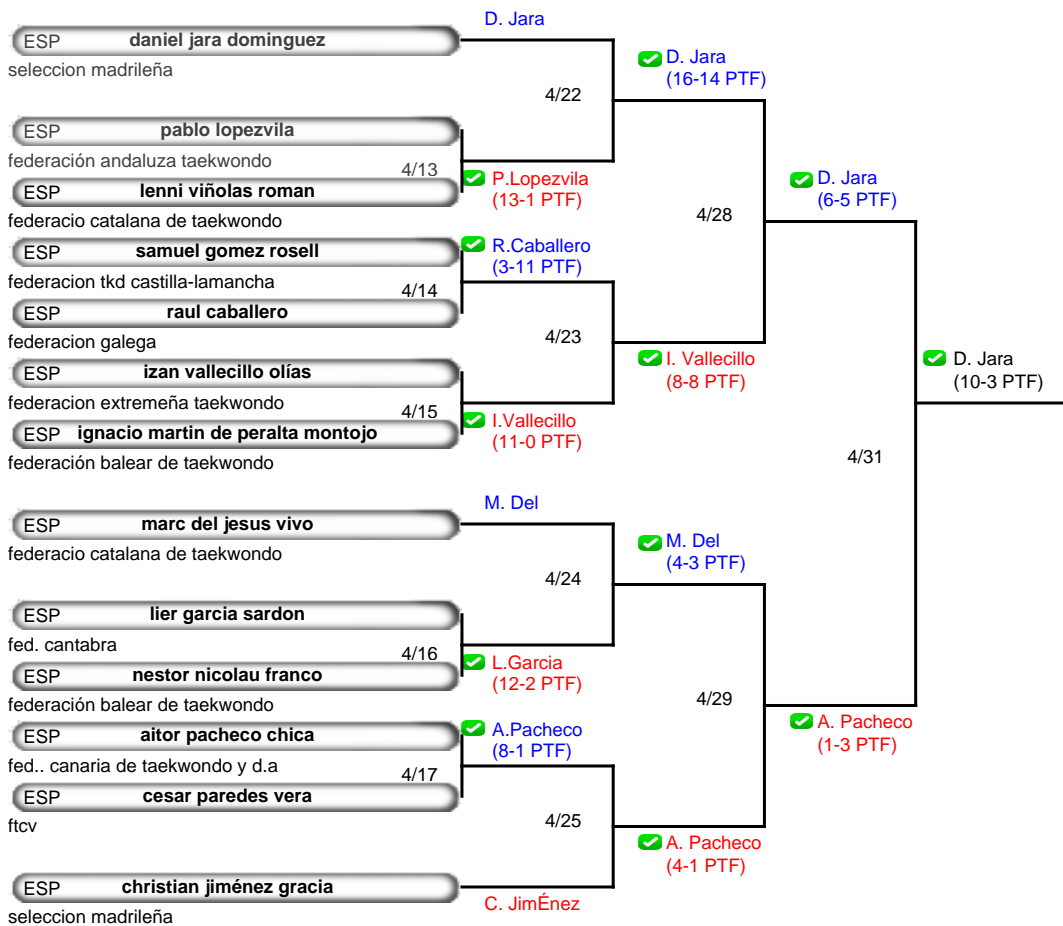 D. Jara
ESP daniel jara dominguez
seleccion madrileña
D. Jara
(16-14 PTF)
4/22
ESP pablo lopezvila
federación andaluza taekwondo
4/13
P.Lopezvila
(13-1 PTF)
ESP lenni viñolas roman
federacio catalana de taekwondo
D. Jara
(6-5 PTF)
4/28
ESP samuel gomez rosell
federacion tkd castilla-lamancha
R.Caballero
(3-11 PTF)
4/14
ESP raul caballero
federacion galega
4/23
I. Vallecillo
(8-8 PTF)
ESP izan vallecillo olías
federacion extremeña taekwondo
4/15
I.Vallecillo
(11-0 PTF)
ESP ignacio martin de peralta montojo
federación balear de taekwondo
D. Jara
(10-3 PTF)
4/31
M. Del
ESP marc del jesus vivo
federacio catalana de taekwondo
M. Del
(4-3 PTF)
4/24
ESP lier garcia sardon
fed. cantabra
4/16
L.Garcia
(12-2 PTF)
ESP nestor nicolau franco
federación balear de taekwondo
4/29
A. Pacheco
(1-3 PTF)
ESP aitor pacheco chica
fed.. canaria de taekwondo y d.a
A.Pacheco
(8-1 PTF)
4/17
ESP cesar paredes vera
ftcv
4/25
A. Pacheco
(4-1 PTF)
ESP christian jiménez gracia
seleccion madrileña
C. JimÉnez